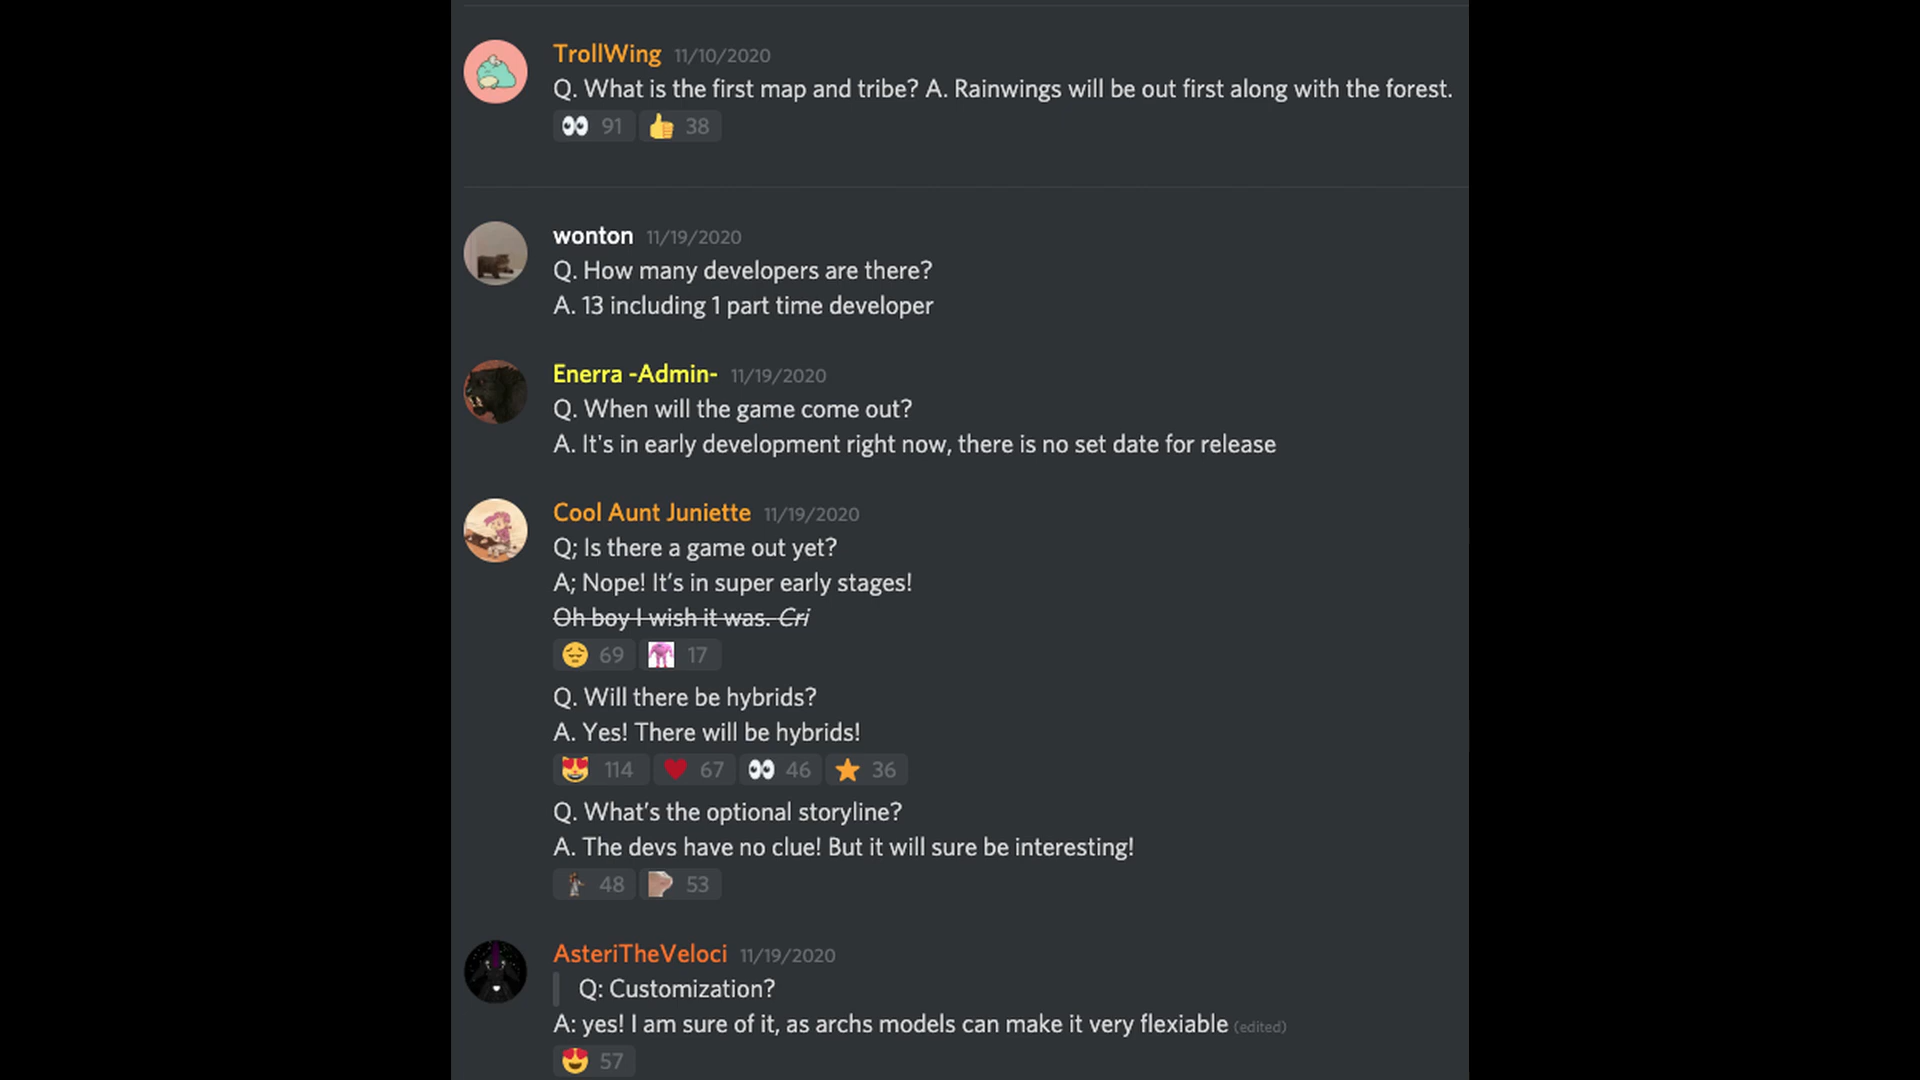 TrollWing 11/10/2020
Q. What is the first map and tribe? A. Rainwings will be out first along with the forest.
91 38
wonton 11/19/2020
Q. How many developers are there?
A. 13 including 1 part time developer
Enerra -Admin- 11/19/2020
Q. When will the game come out?
A. It's in early development right now, there is no set date for release
Cool Aunt Juniette 11/19/2020
Q; Is there a game out yet?
A; Nope! It’s in super early stages!
Oh boy I wish it was. Cri
69 17
Q. Will there be hybrids?
A. Yes! There will be hybrids!
114 67 46 36
Q. What’s the optional storyline?
A. The devs have no clue! But it will sure be interesting!
48 53
AsteriTheVeloci 11/19/2020
Q: Customization?
A: yes! I am sure of it, as archs models can make it very flexiable (edited)
57